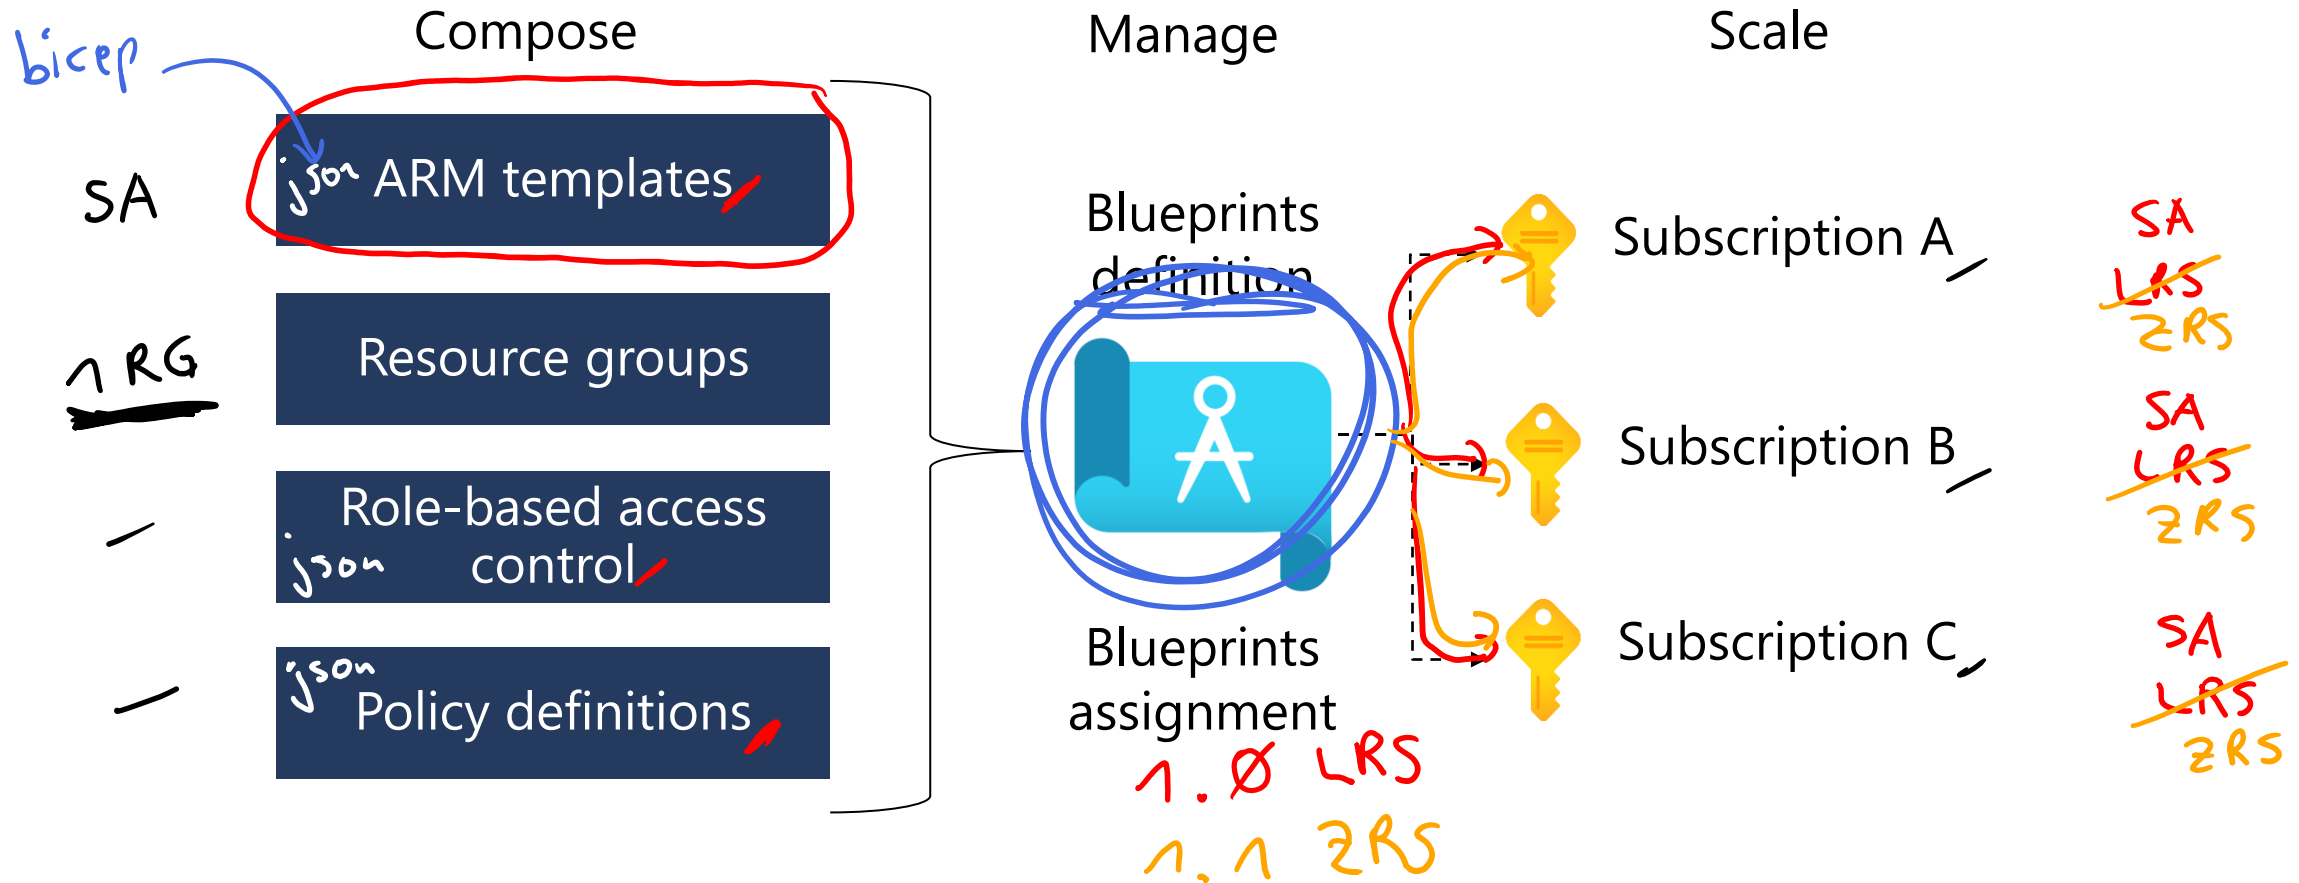 Compose
Manage
Scale
bicep
SA
json ARM templates
1 RG
Resource groups
Role-based access
json control
json
Policy definitions
Blueprints
definition
Blueprints
assignment
1.0 LRS
1.1 ZRS
Subscription A
SA
LRS
ZRS
Subscription B
SA
LRS
ZRS
Subscription C
SA
LRS
ZRS